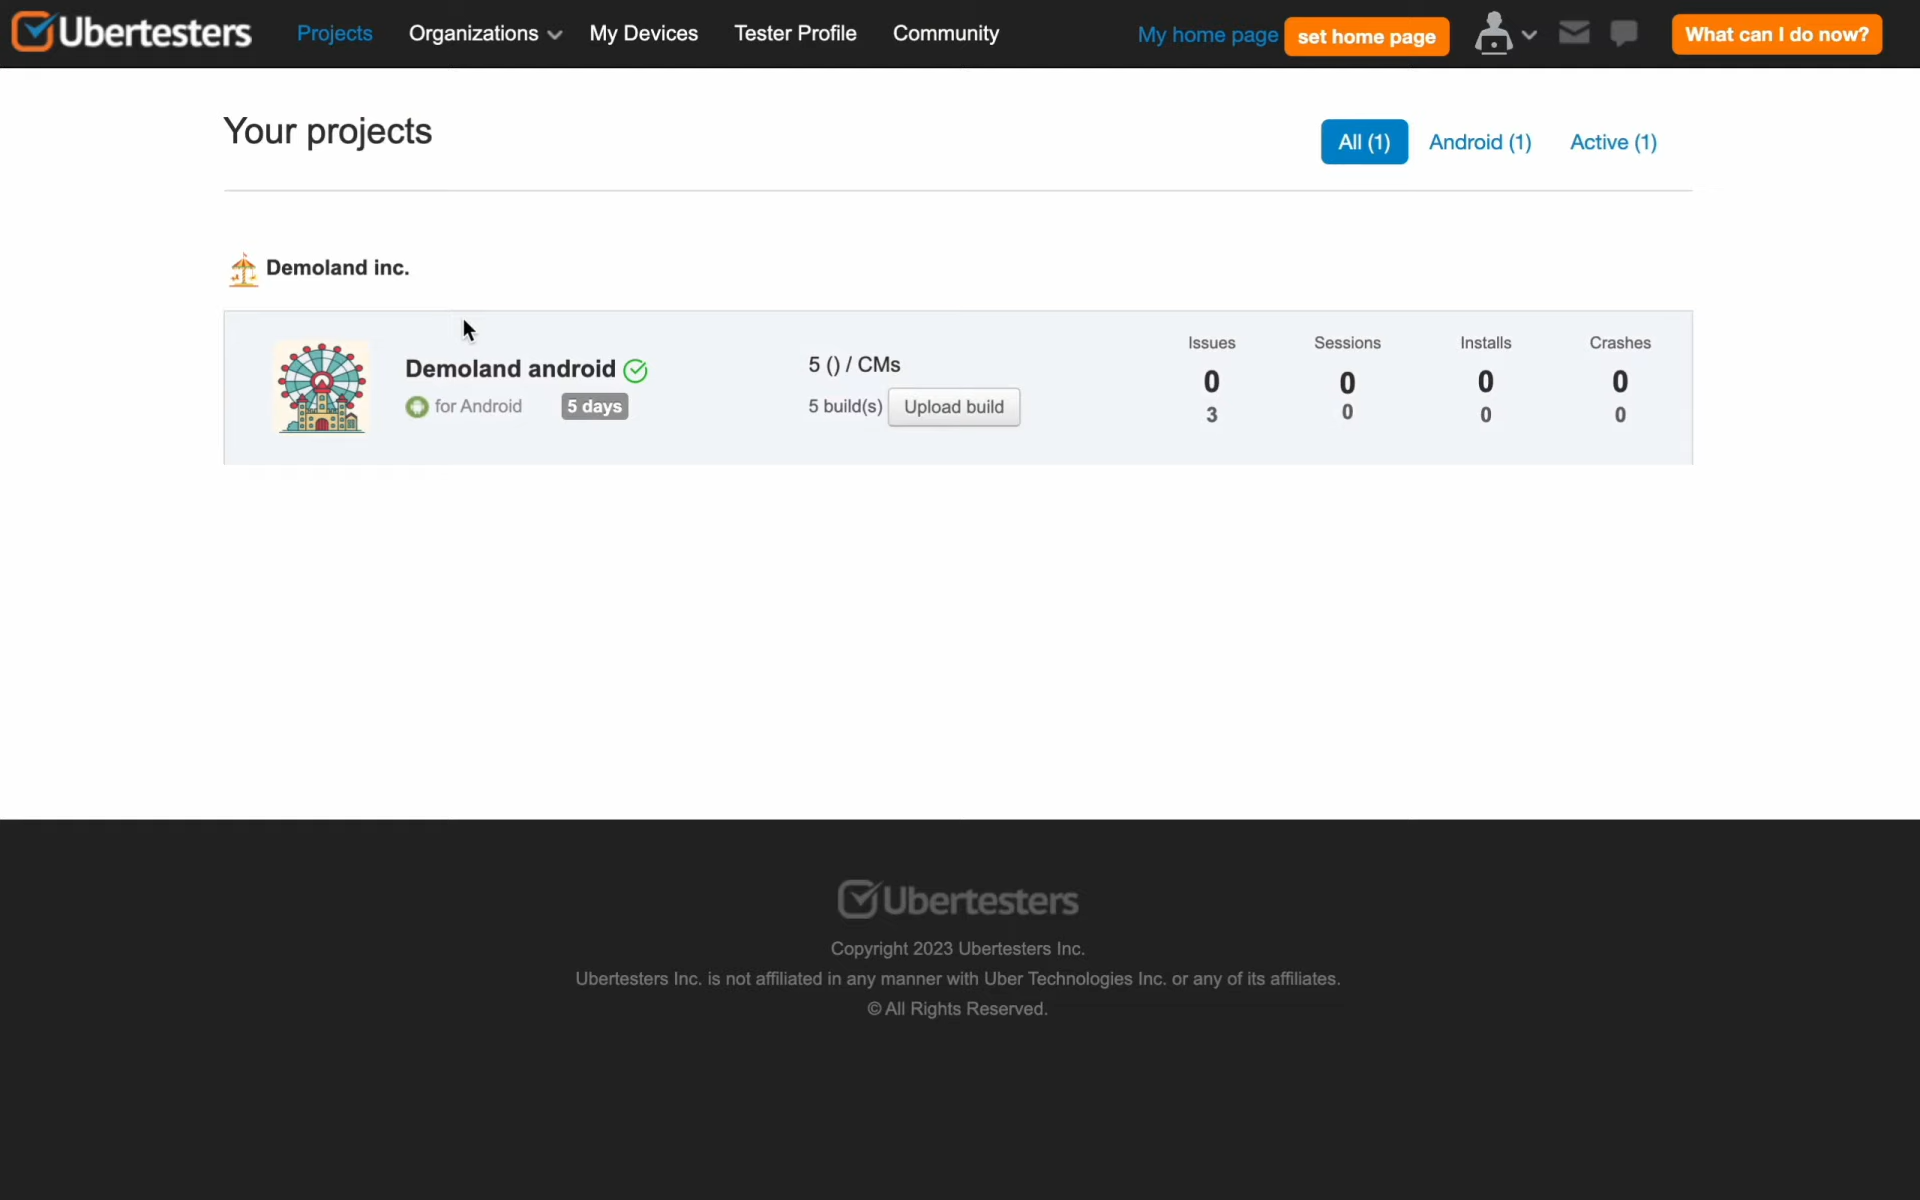 Ubertesters Projects Organizations My Devices Tester Profile Community My home page set home page What can I do now?
Your projects
All (1) Android (1) Active (1)
Demoland inc.
Demoland android
for Android 5 days
5 () / CMs
5 build(s) Upload build
Issues Sessions Installs Crashes
0 0 0 0
3 0 0 0
Ubertesters
Copyright 2023 Ubertesters Inc.
Ubertesters Inc. is not affiliated in any manner with Uber Technologies Inc. or any of its affiliates.
© All Rights Reserved.